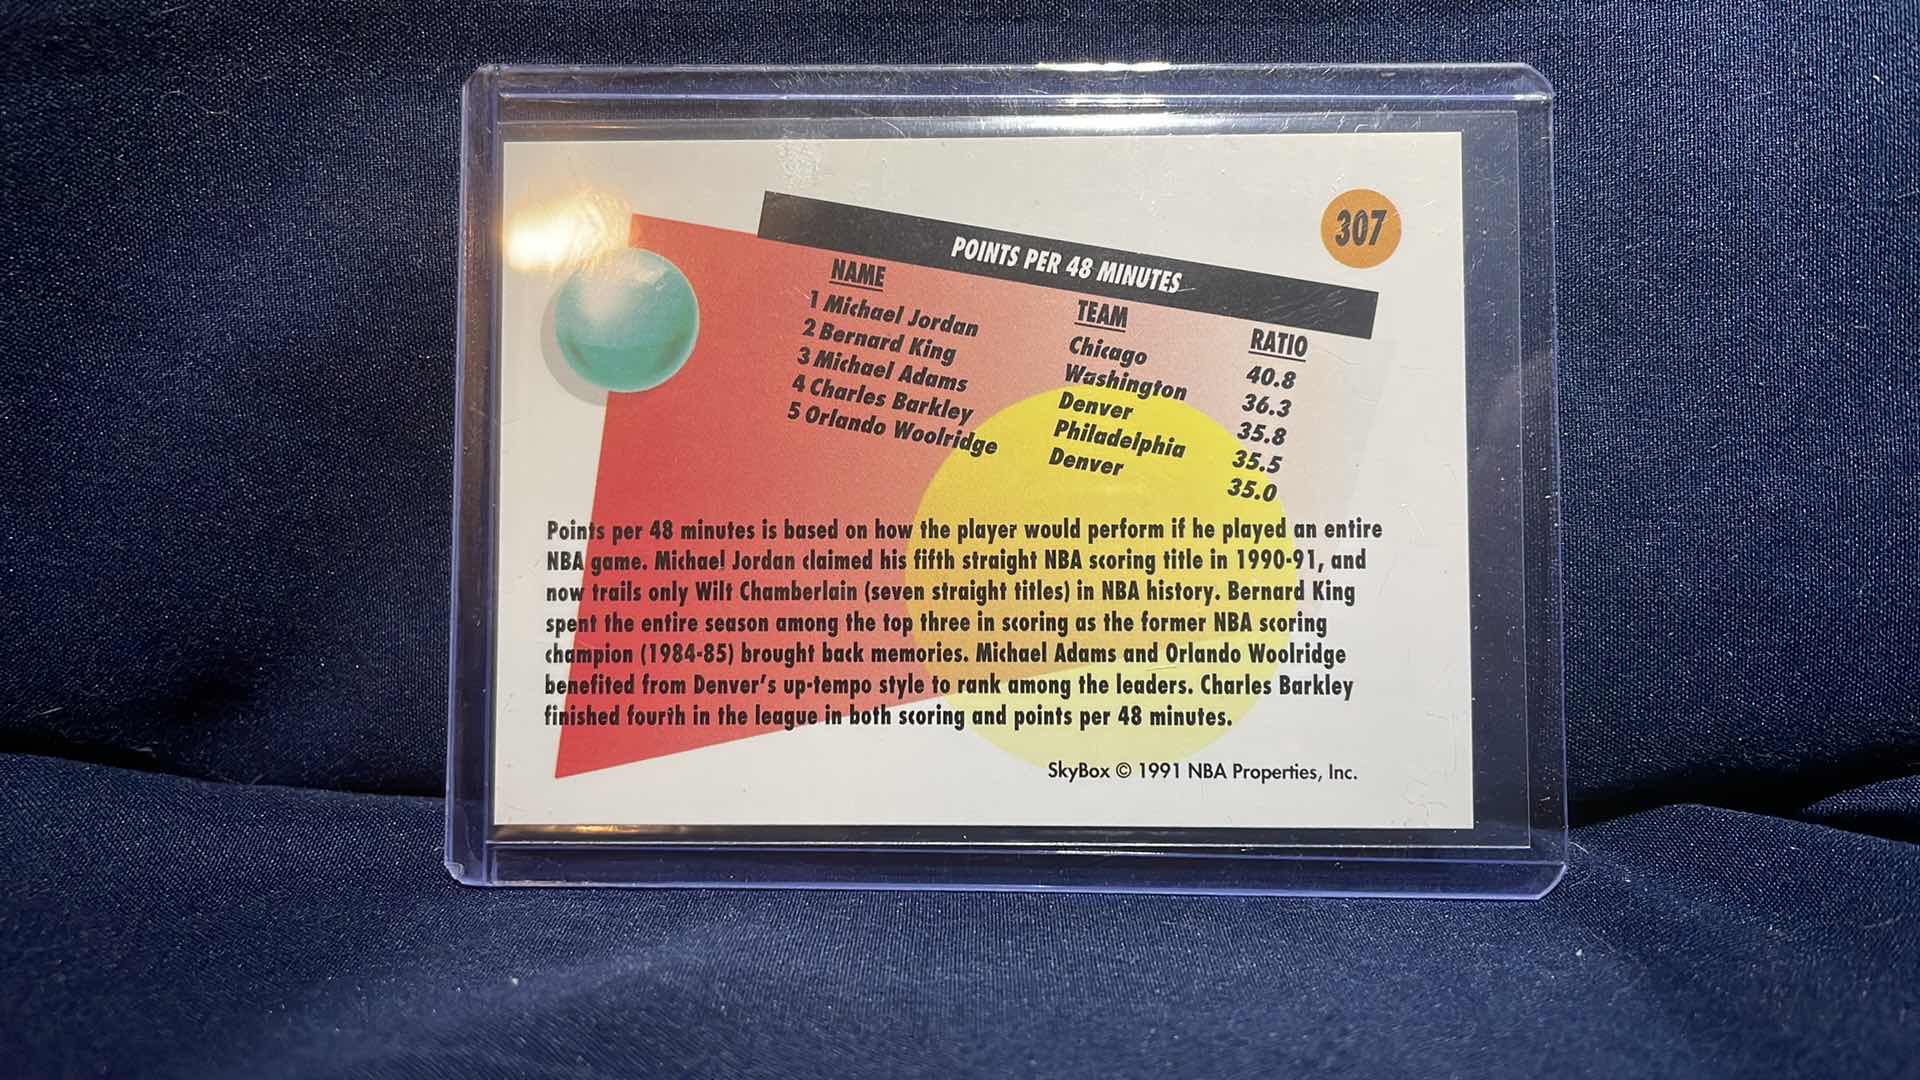 307
POINTS PER 48 MINUTES
NAME TEAM RATIO
1 Michael Jordan Chicago 40.8
2 Bernard King Washington 36.3
3 Michael Adams Denver 35.8
4 Charles Barkley Philadelphia 35.5
5 Orlando Woolridge Denver 35.0
Points per 48 minutes is based on how the player would perform if he played an entire
NBA game. Michael Jordan claimed his fifth straight NBA scoring title in 1990-91, and
now trails only Wilt Chamberlain (seven straight titles) in NBA history. Bernard King
spent the entire season among the top three in scoring as the former NBA scoring
champion (1984-85) brought back memories. Michael Adams and Orlando Woolridge
benefited from Denver's up-tempo style to rank among the leaders. Charles Barkley
finished fourth in the league in both scoring and points per 48 minutes.
SkyBox © 1991 NBA Properties, Inc.